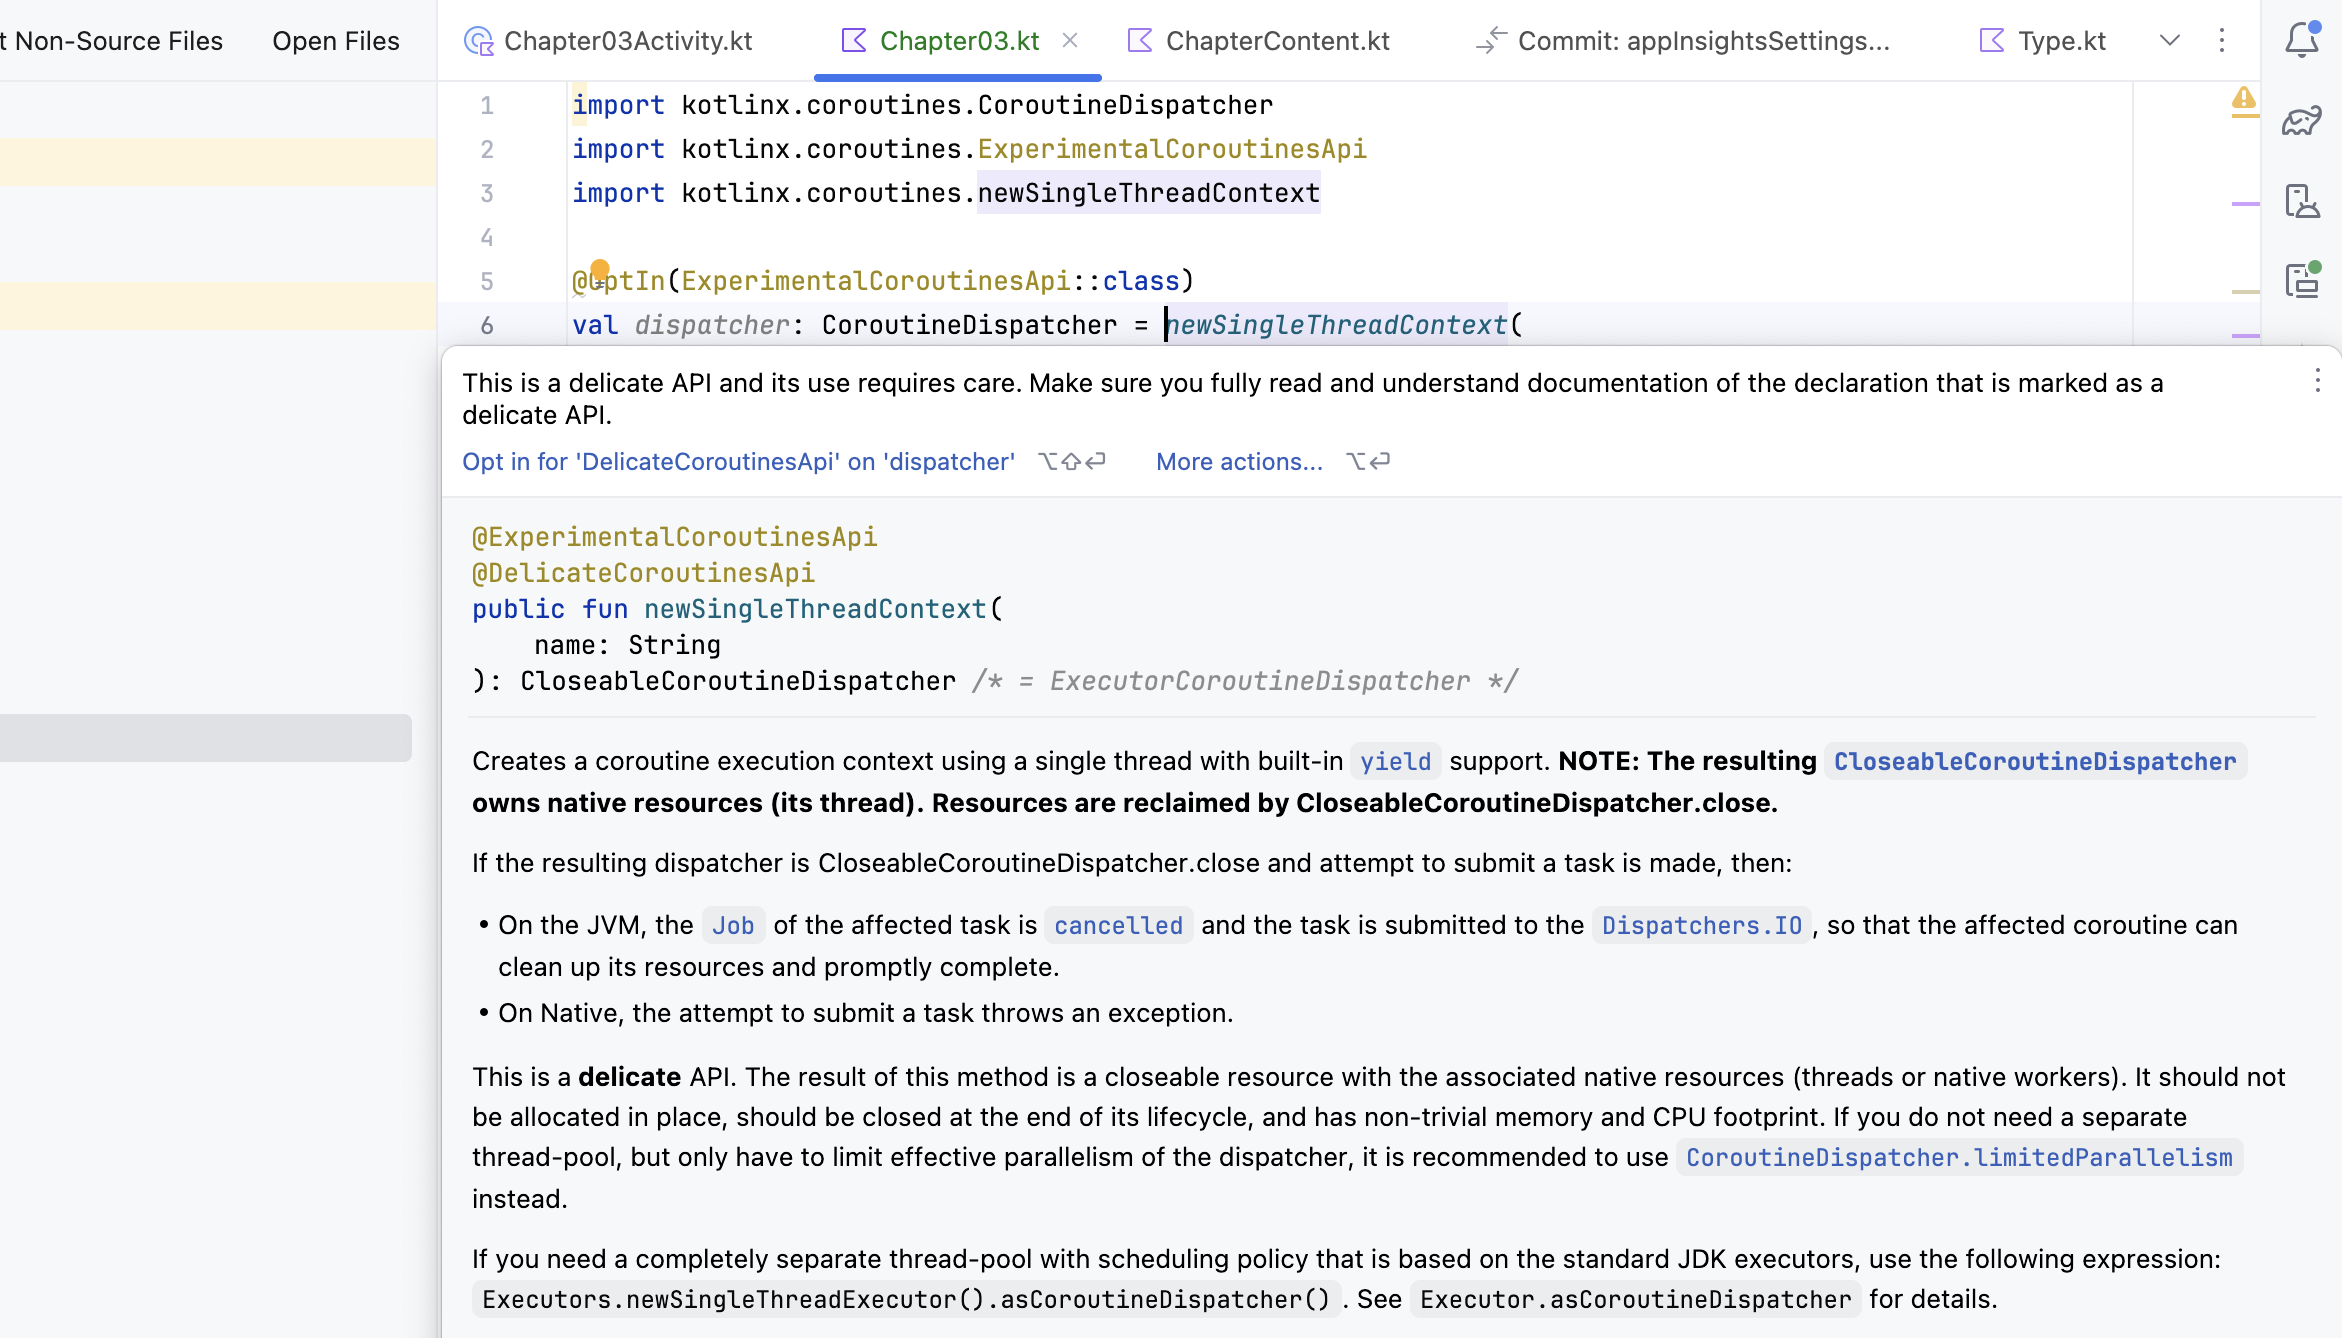 t Non-Source Files Open Files Chapter03Activity.kt Chapter03.kt ChapterContent.kt Commit: appInsightsSettings... Type.kt
1 import kotlinx.coroutines.CoroutineDispatcher
2 import kotlinx.coroutines.ExperimentalCoroutinesApi
3 import kotlinx.coroutines.newSingleThreadContext
4
5 @OptIn(ExperimentalCoroutinesApi::class)
6 val dispatcher: CoroutineDispatcher = newSingleThreadContext(
This is a delicate API and its use requires care. Make sure you fully read and understand documentation of the declaration that is marked as a
delicate API.
Opt in for 'DelicateCoroutinesApi' on 'dispatcher' ⌥⇧⏎ More actions... ⌥⏎
@ExperimentalCoroutinesApi
@DelicateCoroutinesApi
public fun newSingleThreadContext(
name: String
): CloseableCoroutineDispatcher /* = ExecutorCoroutineDispatcher */
Creates a coroutine execution context using a single thread with built-in yield support. NOTE: The resulting CloseableCoroutineDispatcher
owns native resources (its thread). Resources are reclaimed by CloseableCoroutineDispatcher.close.
If the resulting dispatcher is CloseableCoroutineDispatcher.close and attempt to submit a task is made, then:
• On the JVM, the Job of the affected task is cancelled and the task is submitted to the Dispatchers.IO, so that the affected coroutine can
clean up its resources and promptly complete.
• On Native, the attempt to submit a task throws an exception.
This is a delicate API. The result of this method is a closeable resource with the associated native resources (threads or native workers). It should not
be allocated in place, should be closed at the end of its lifecycle, and has non-trivial memory and CPU footprint. If you do not need a separate
thread-pool, but only have to limit effective parallelism of the dispatcher, it is recommended to use CoroutineDispatcher.limitedParallelism
instead.
If you need a completely separate thread-pool with scheduling policy that is based on the standard JDK executors, use the following expression:
Executors.newSingleThreadExecutor().asCoroutineDispatcher(). See Executor.asCoroutineDispatcher for details.